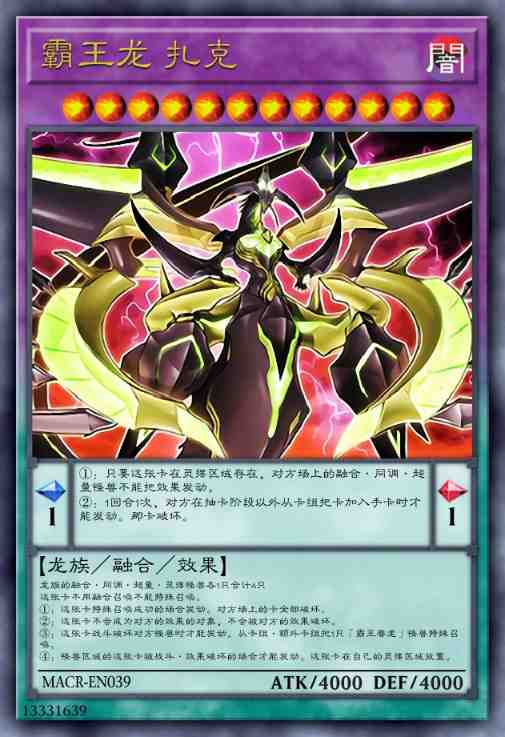 霸王龙 扎克
闇
①：只要这张卡在灵摆区域存在，对方场上的融合·同调·超
量怪兽不能把效果发动。
②：1回合1次，对方在抽卡阶段以外从卡组把卡加入手卡时才
能发动。那卡破坏。
1
1
【龙族／融合／效果】
龙族的融合·同调·超量·灵摆怪兽各1只合计4只
这张卡不用融合召唤不能特殊召唤。
①：这张卡特殊召唤成功的场合发动。对方场上的卡全部破坏。
②：这张卡不会成为对方的效果的对象，不会被对方的效果破坏。
③：这张卡战斗破坏对方怪兽时才能发动。从卡组·额外卡组把1只「霸王眷龙」怪兽特殊召
唤。
④：怪兽区域的这张卡被战斗·效果破坏的场合才能发动。这张卡在自己的灵摆区域放置。
MACR-EN039
ATK/4000 DEF/4000
13331639